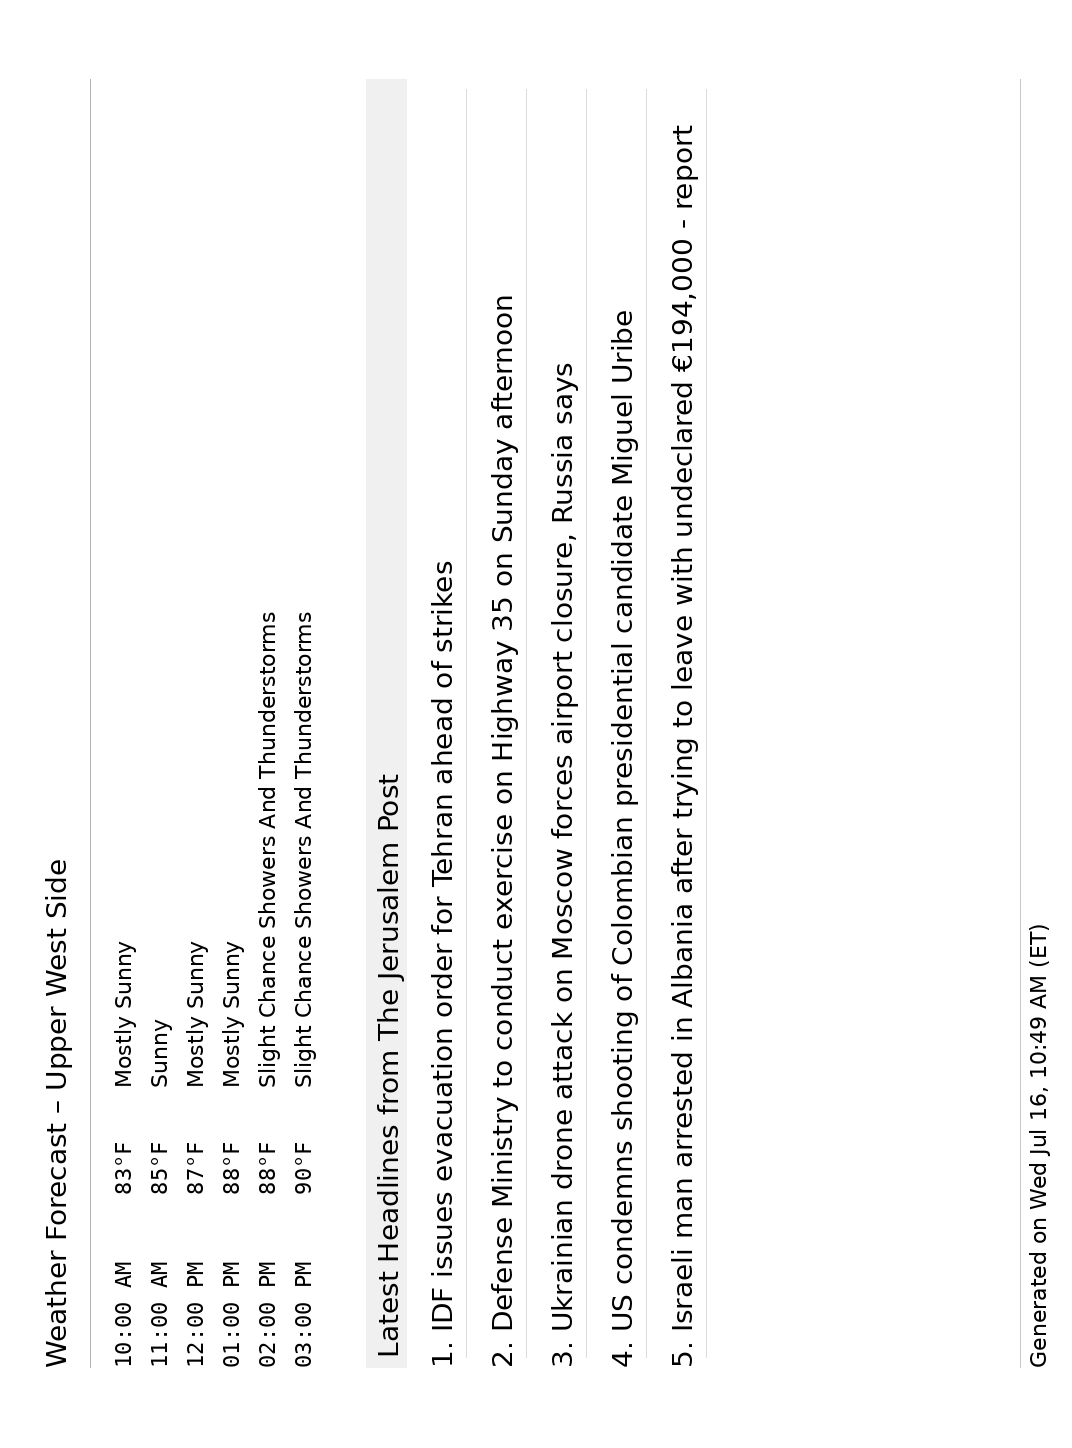 Weather Forecast – Upper West Side
10:00 AM 83°F Mostly Sunny
11:00 AM 85°F Sunny
12:00 PM 87°F Mostly Sunny
01:00 PM 88°F Mostly Sunny
02:00 PM 88°F Slight Chance Showers And Thunderstorms
03:00 PM 90°F Slight Chance Showers And Thunderstorms
Latest Headlines from The Jerusalem Post
1. IDF issues evacuation order for Tehran ahead of strikes
2. Defense Ministry to conduct exercise on Highway 35 on Sunday afternoon
3. Ukrainian drone attack on Moscow forces airport closure, Russia says
4. US condemns shooting of Colombian presidential candidate Miguel Uribe
5. Israeli man arrested in Albania after trying to leave with undeclared €194,000 - report
Generated on Wed Jul 16, 10:49 AM (ET)